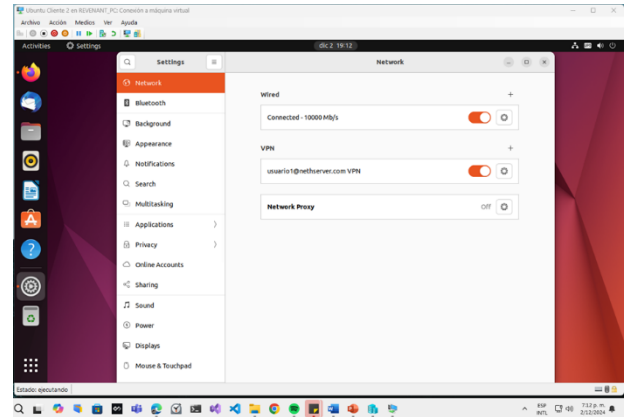 Ubuntu Cliente 2 en REVENANT_PC: Conexión a máquina virtual
Archivo Acción Medios Ver Ayuda
Activities Settings dic 2 19:12
Settings Network
Network
Bluetooth
Background
Appearance
Notifications
Search
Multitasking
Applications
Privacy
Online Accounts
Sharing
Sound
Power
Displays
Mouse & Touchpad
Wired
Connected - 10000 Mb/s
VPN
usuario1@nethserver.com VPN
Network Proxy Off
Estado: ejecutando
ESP
INTL
7:12 p. m.
2/12/2024